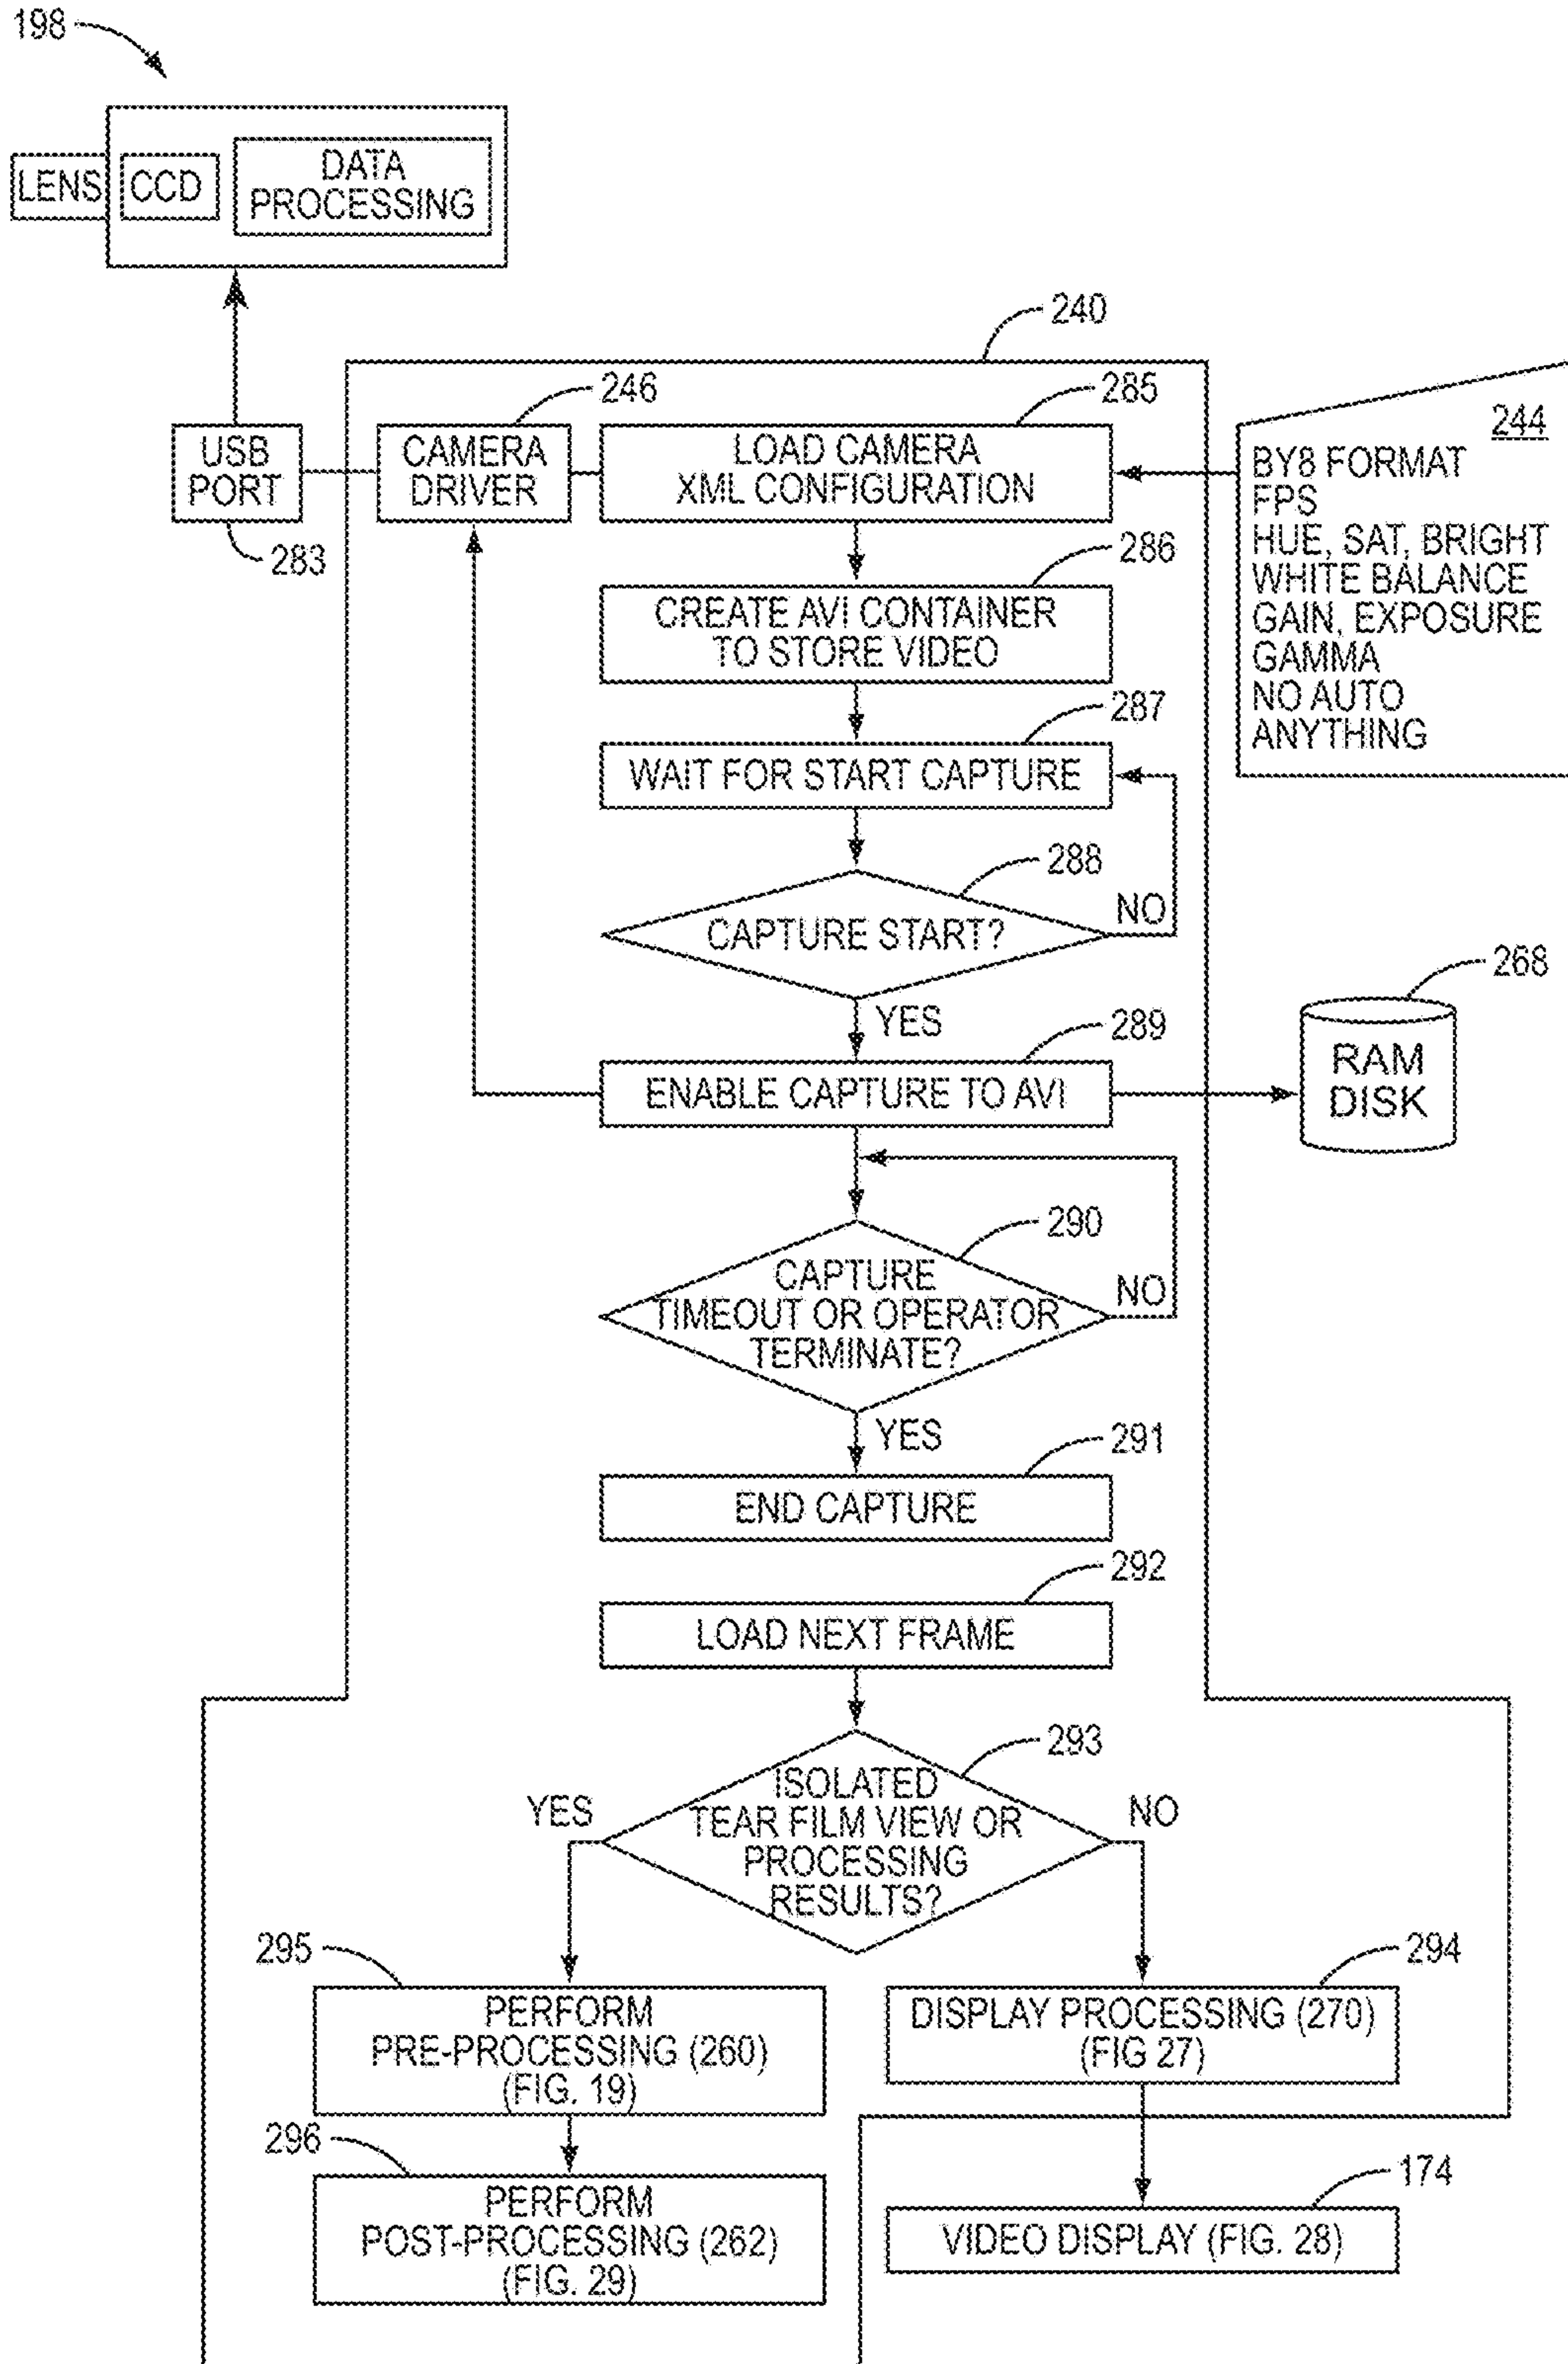 198
LENS
CCD
DATA
PROCESSING
240
246
285
244
USB
PORT
283
CAMERA
DRIVER
LOAD CAMERA
XML CONFIGURATION
BY8 FORMAT
FPS
HUE, SAT, BRIGHT
WHITE BALANCE
GAIN, EXPOSURE
GAMMA
NO AUTO
ANYTHING
286
CREATE AVI CONTAINER
TO STORE VIDEO
287
WAIT FOR START CAPTURE
288
CAPTURE START?
NO
YES
268
RAM
DISK
289
ENABLE CAPTURE TO AVI
290
CAPTURE
TIMEOUT OR OPERATOR
TERMINATE?
NO
YES
291
END CAPTURE
292
LOAD NEXT FRAME
293
ISOLATED
TEAR FILM VIEW OR
PROCESSING
RESULTS?
YES
NO
295
PERFORM
PRE-PROCESSING (260)
(FIG. 19)
294
DISPLAY PROCESSING (270)
(FIG 27)
296
PERFORM
POST-PROCESSING (262)
(FIG. 29)
174
VIDEO DISPLAY (FIG. 28)